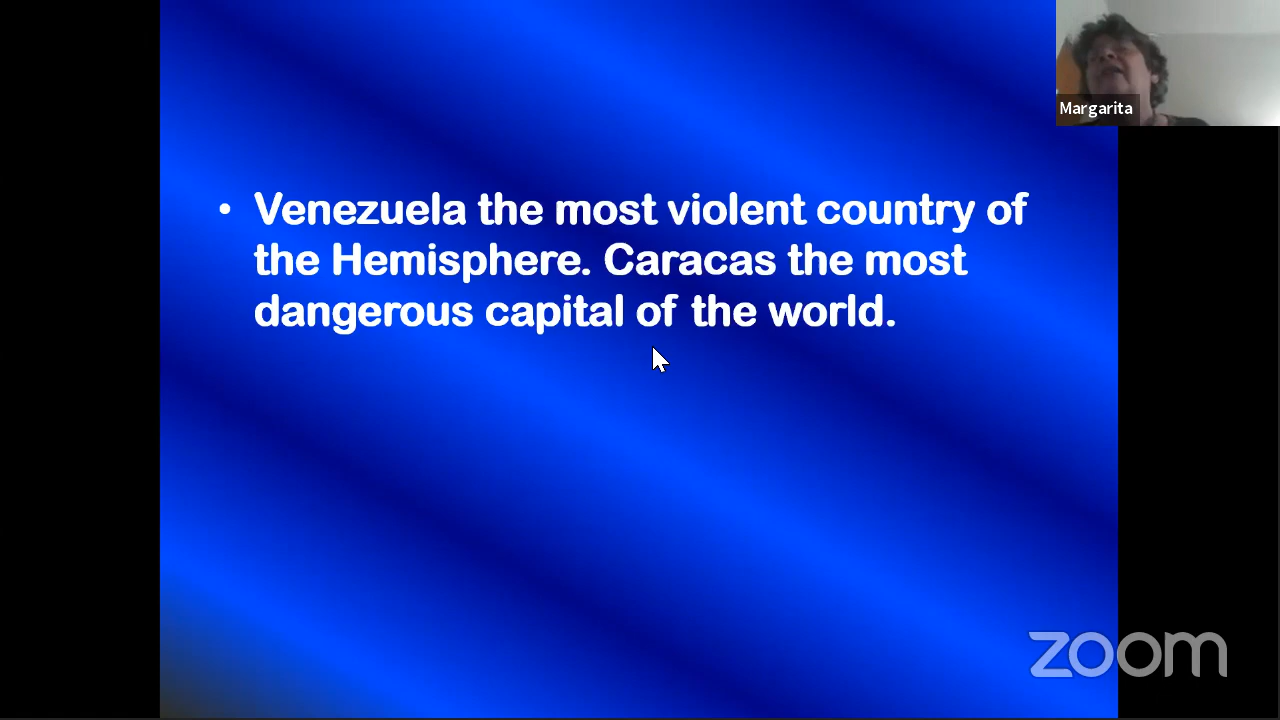 Margarita
• Venezuela the most violent country of
the Hemisphere. Caracas the most
dangerous capital of the world.
zoom